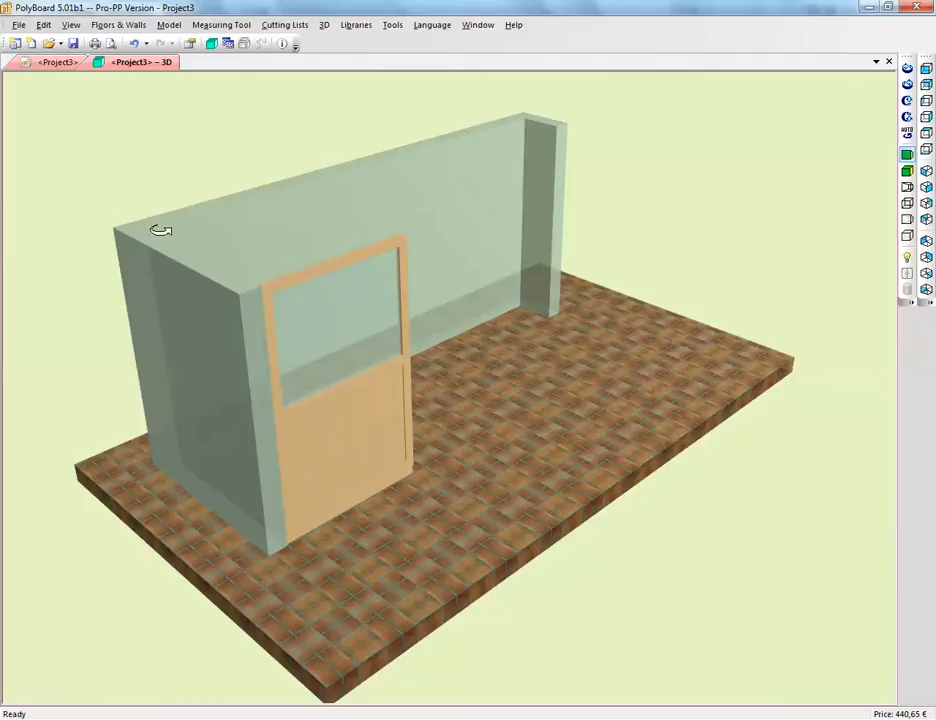 PolyBoard 5.01b1 -- Pro-PP Version - Project3
File Edit View Floors & Walls Model Measuring Tool Cutting Lists 3D Libraries Tools Language Window Help
<Project3> <Project3> – 3D
AUTO
Ready Price: 440,65 €